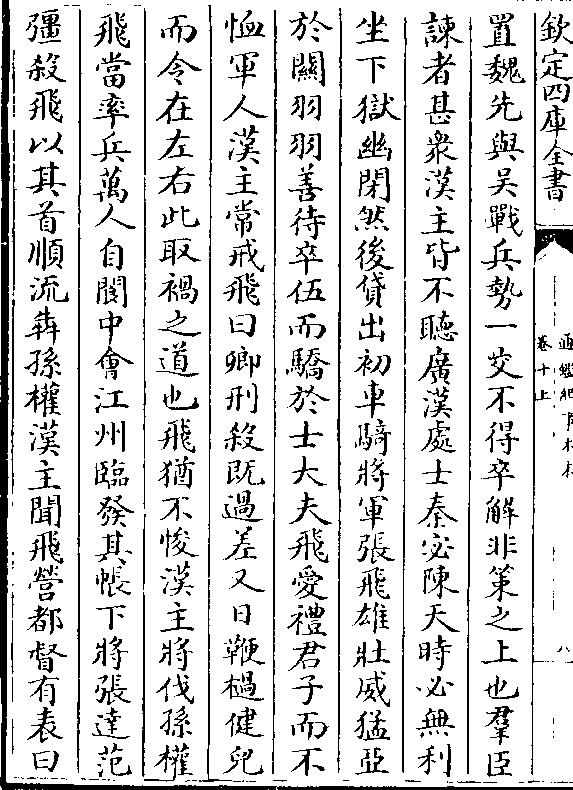 欽定四庫全書
通鑑紀事本末
卷十上
八
置魏先與吳戰兵勢一交不得卒解非策之上也羣臣
諫者甚衆漢主皆不聽廣漢處士秦宓陳天時必無利
坐下獄幽閉然後貸出初車騎將軍張飛雄壯威猛亞
於關羽羽善待卒伍而驕於士大夫飛愛禮君子而不
恤軍人漢主常戒飛曰卿刑殺既過差又日鞭檛健兒
而令在左右此取禍之道也飛猶不悛漢主將伐孫權
飛當率兵萬人自閬中會江州臨發其帳下將張達范
彊殺飛以其首順流犇孫權漢主聞飛營都督有表曰